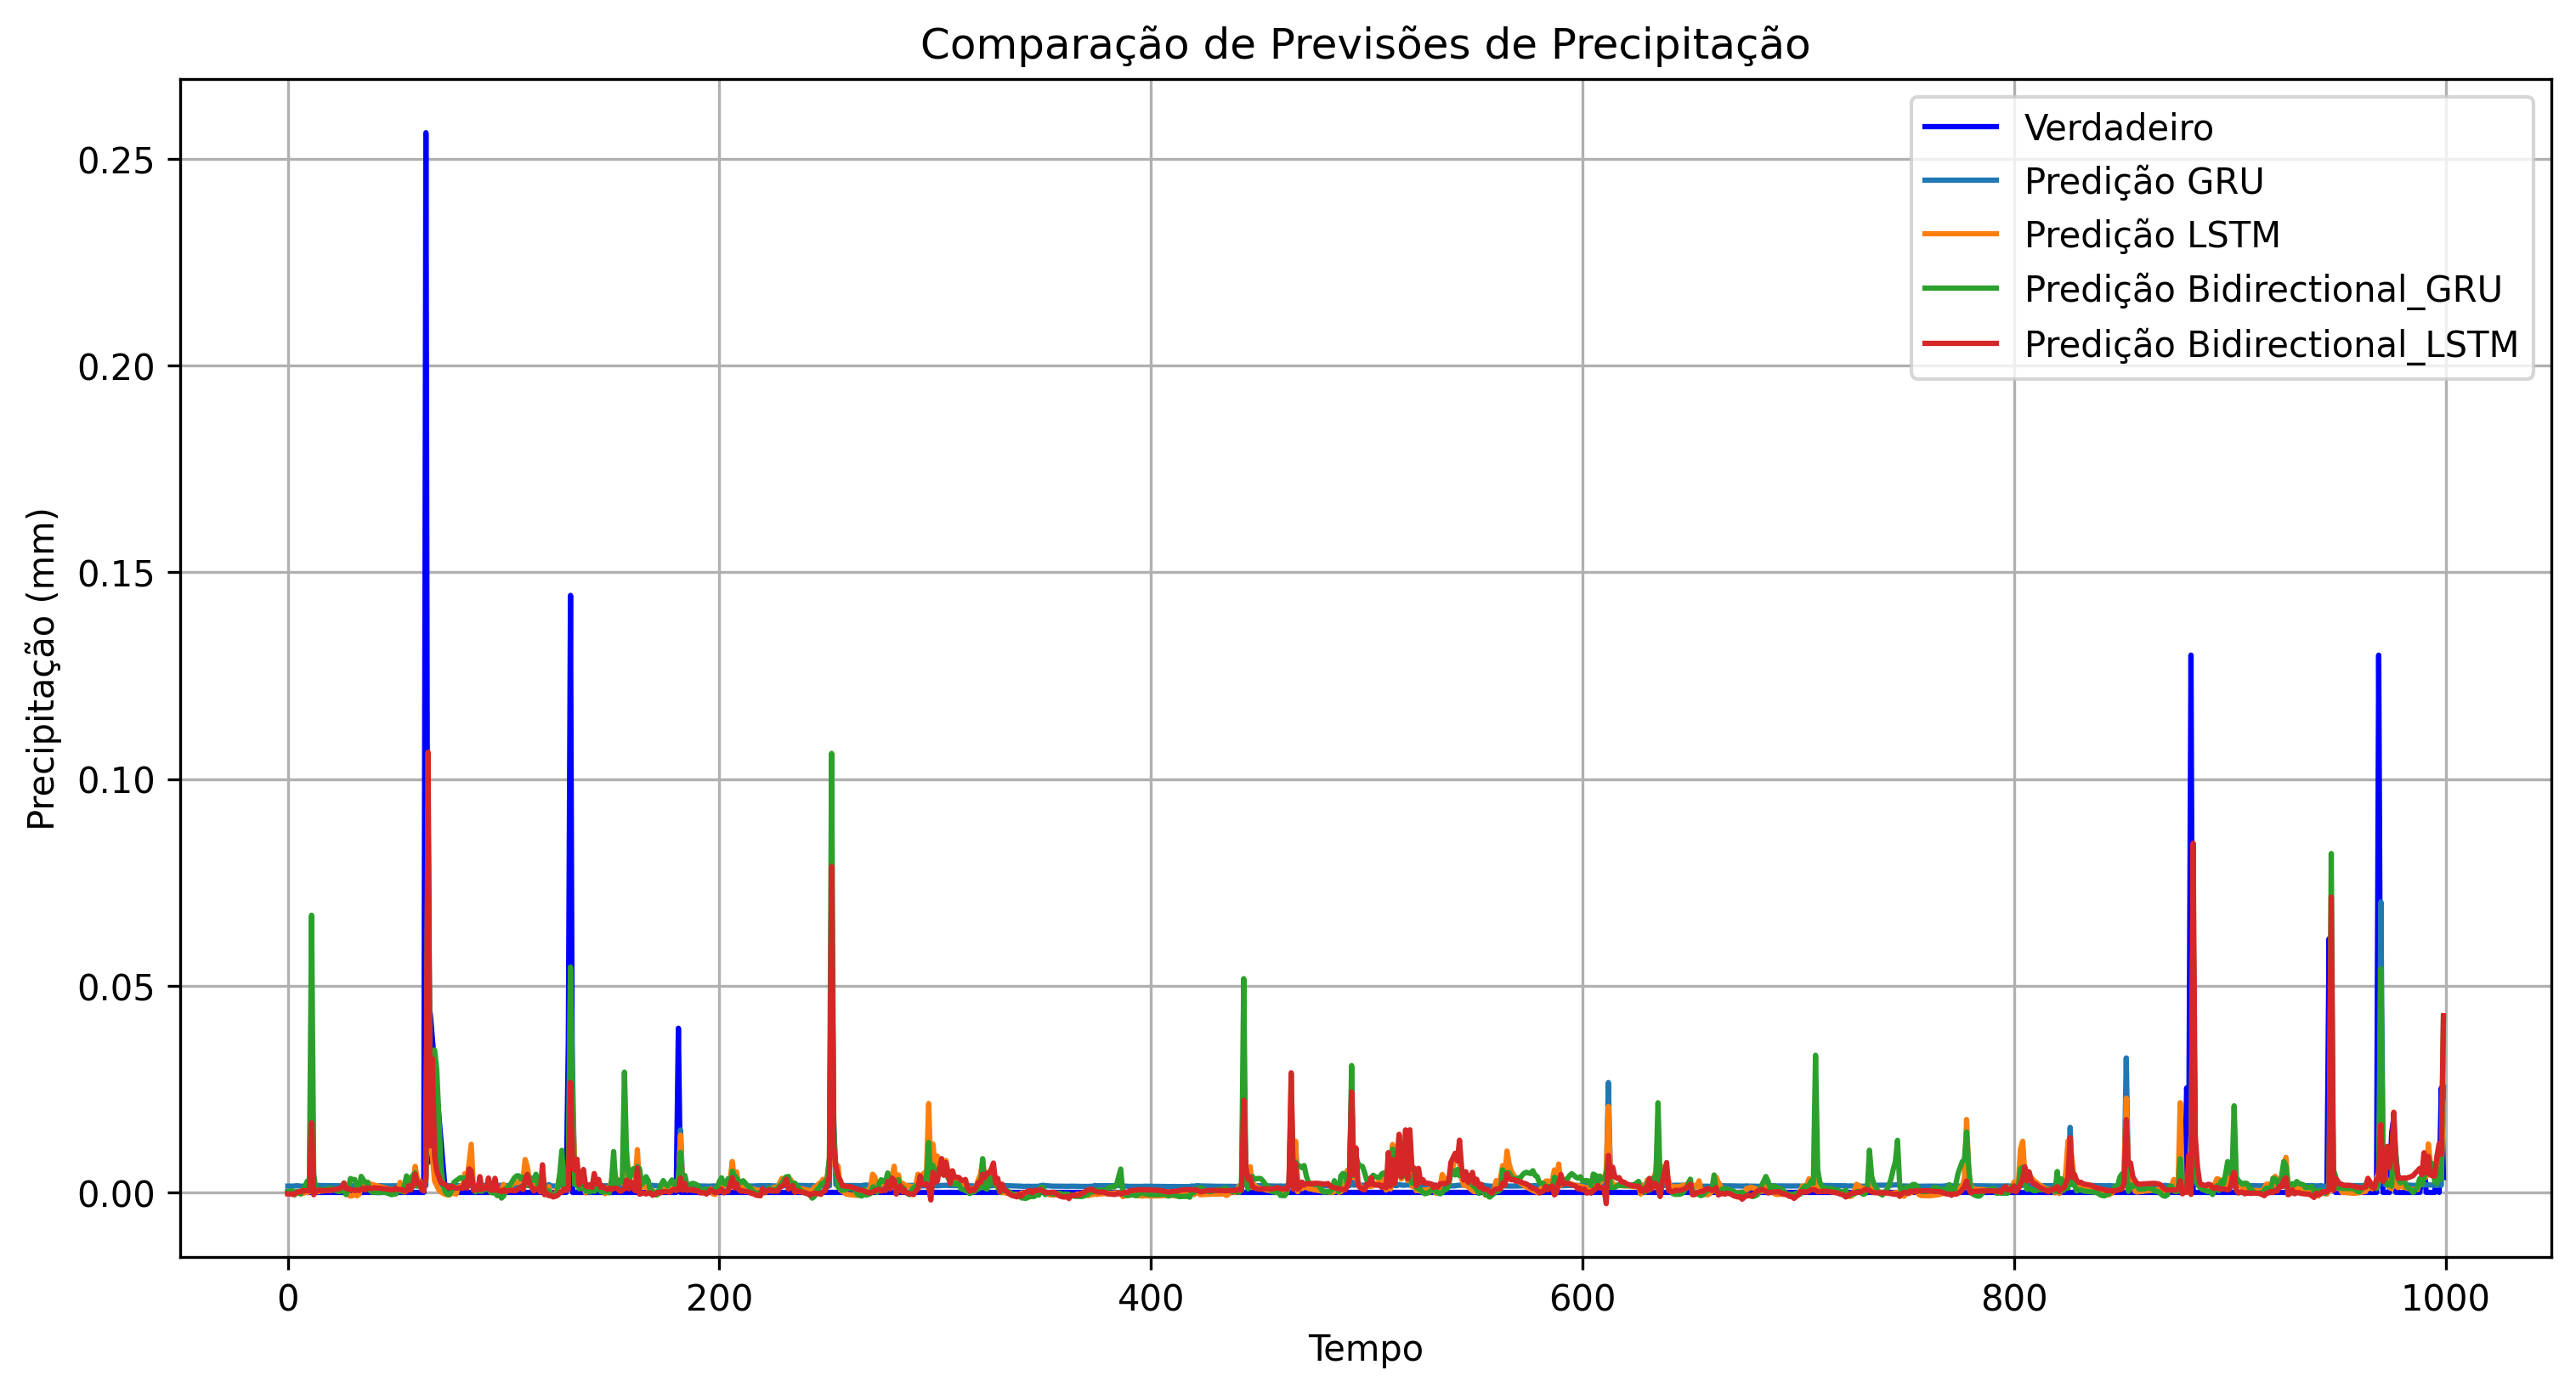 Comparação de Previsões de Precipitação
Verdadeiro
Predição GRU
Predição LSTM
Predição Bidirectional_GRU
Predição Bidirectional_LSTM
Precipitação (mm)
0.25
0.20
0.15
0.10
0.05
0.00
0 200 400 600 800 1000
Tempo